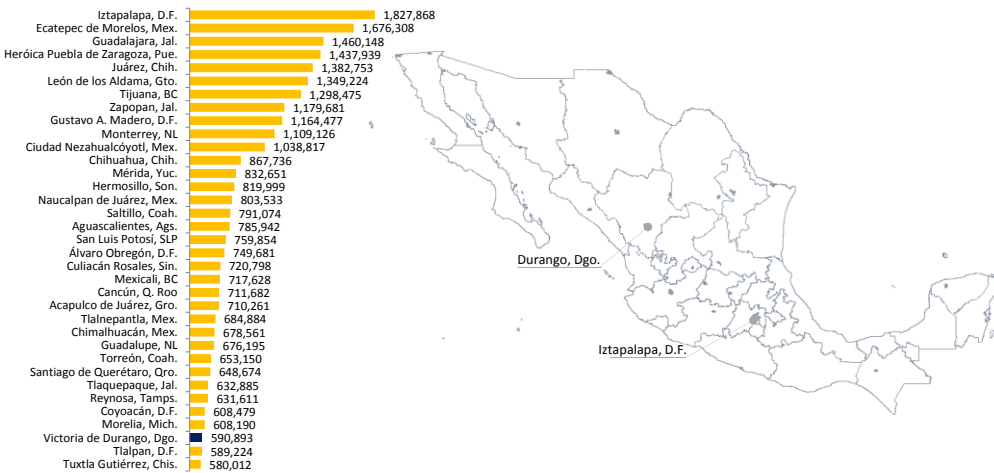 Iztapalapa, D.F. 1,827,868
Ecatepec de Morelos, Mex. 1,676,308
Guadalajara, Jal. 1,460,148
Heróica Puebla de Zaragoza, Pue. 1,437,939
Juárez, Chih. 1,382,753
León de los Aldama, Gto. 1,349,224
Tijuana, BC 1,298,475
Zapopan, Jal. 1,179,681
Gustavo A. Madero, D.F. 1,164,477
Monterrey, NL 1,109,126
Ciudad Nezahualcóyotl, Mex. 1,038,817
Chihuahua, Chih. 867,736
Mérida, Yuc. 832,651
Hermosillo, Son. 819,999
Naucalpan de Juárez, Mex. 803,533
Saltillo, Coah. 791,074
Aguascalientes, Ags. 785,942
San Luis Potosí, SLP 759,854
Álvaro Obregón, D.F. 749,681
Culiacán Rosales, Sin. 720,798
Mexicali, BC 717,628
Cancún, Q. Roo 711,682
Acapulco de Juárez, Gro. 710,261
Tlalnepantla, Mex. 684,884
Chimalhuacán, Mex. 678,561
Guadalupe, NL 676,195
Torreón, Coah. 653,150
Santiago de Querétaro, Qro. 648,674
Tlaquepaque, Jal. 632,885
Reynosa, Tamps. 631,611
Coyoacán, D.F. 608,479
Morelia, Mich. 608,190
Victoria de Durango, Dgo. 590,893
Tlalpan, D.F. 589,224
Tuxtla Gutiérrez, Chis. 580,012
Durango, Dgo.
Iztapalapa, D.F.